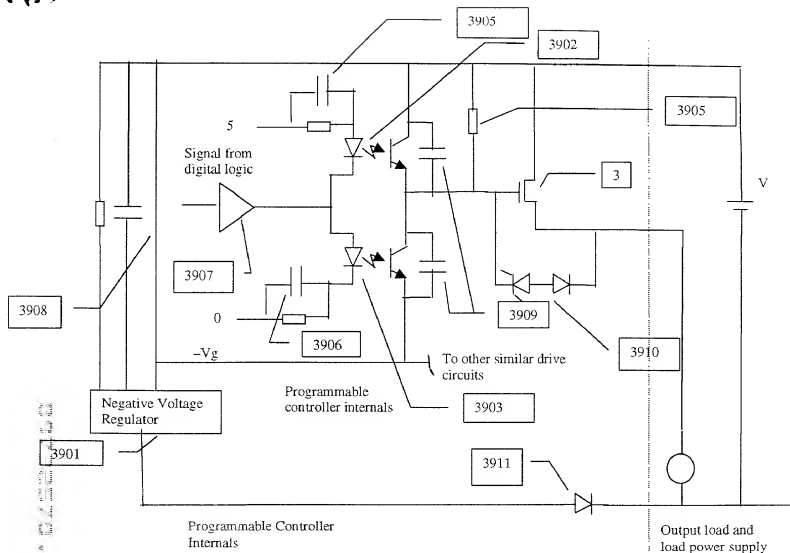 3905
3902
5
3905
Signal from
digital logic
3
V
3907
3908
0
3906
3909
3910
–Vg
To other similar drive
circuits
Programmable
controller internals
Negative Voltage
Regulator
3903
3901
3911
Programmable Controller
Internals
Output load and
load power supply